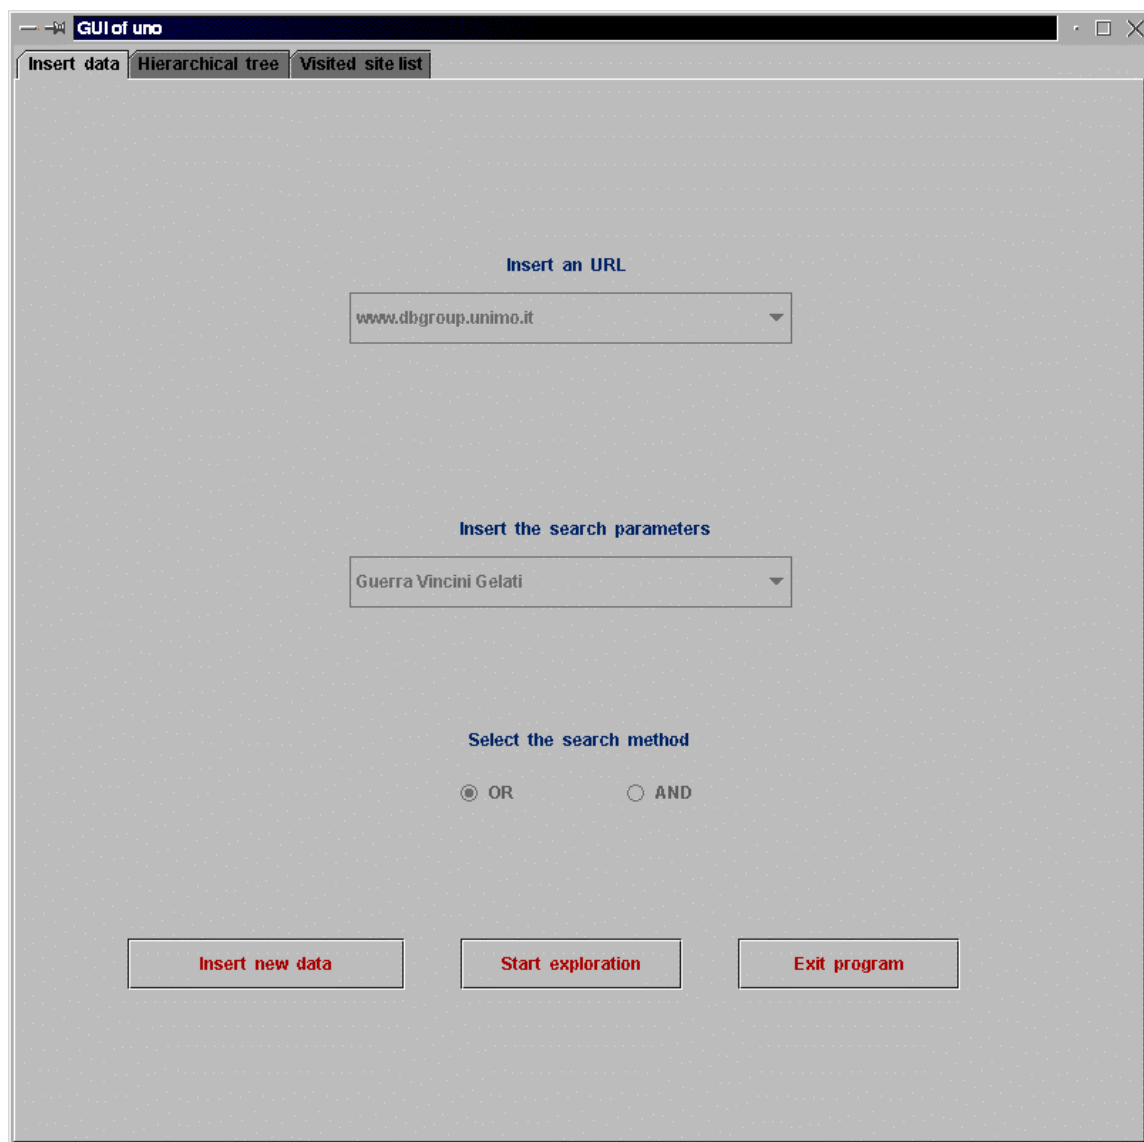 GUI of uno
Insert data Hierarchical tree Visited site list
Insert an URL
www.dbgroup.unimo.it
Insert the search parameters
Guerra Vincini Gelati
Select the search method
OR AND
Insert new data Start exploration Exit program